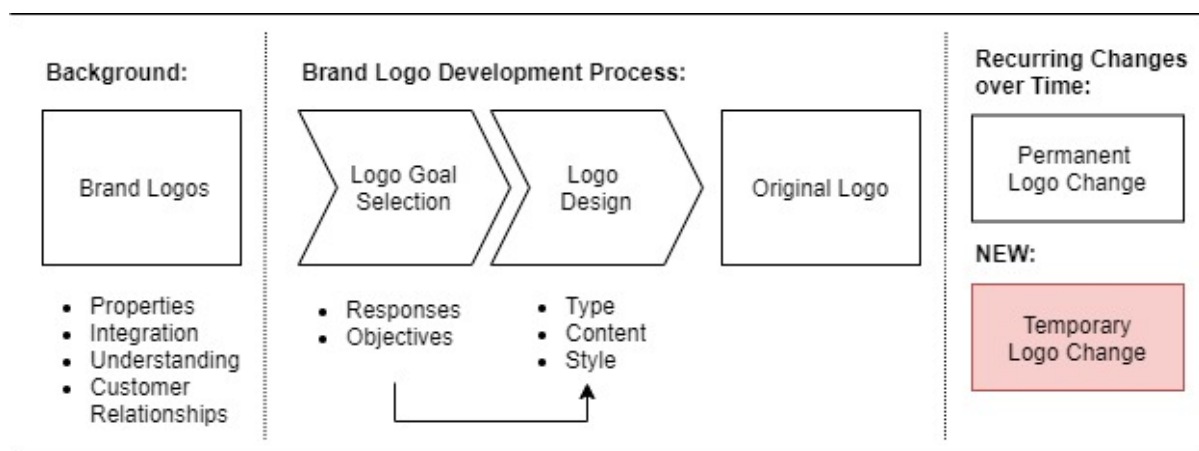 Background:
Brand Logos
Properties
Integration
Understanding
Customer
Relationships
Brand Logo Development Process:
Logo Goal
Selection
Responses
Objectives
Logo
Design
Type
Content
Style
Original Logo
Recurring Changes
over Time:
Permanent
Logo Change
NEW:
Temporary
Logo Change